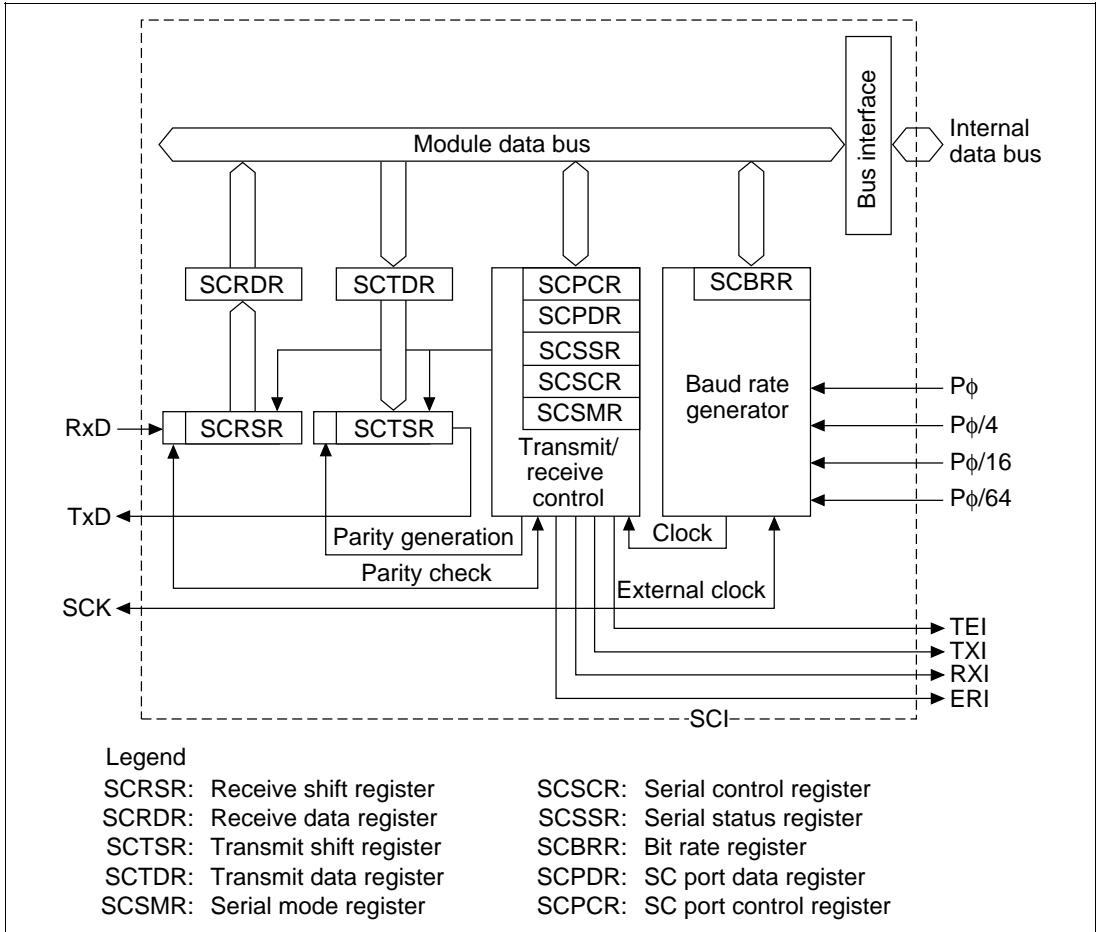 Module data bus
Bus interface
Internal
data bus
SCRDR
SCTDR
SCPCR
SCPDR
SCSSR
SCSCR
SCSMR
Transmit/
receive
control
SCBRR
Baud rate
generator
Pϕ
Pϕ/4
Pϕ/16
Pϕ/64
RxD
SCRSR
SCTSR
TxD
Parity generation
Clock
Parity check
External clock
SCK
TEI
TXI
RXI
ERI
SCI
Legend
SCRSR: Receive shift register
SCRDR: Receive data register
SCTSR: Transmit shift register
SCTDR: Transmit data register
SCSMR: Serial mode register
SCSCR: Serial control register
SCSSR: Serial status register
SCBRR: Bit rate register
SCPDR: SC port data register
SCPCR: SC port control register